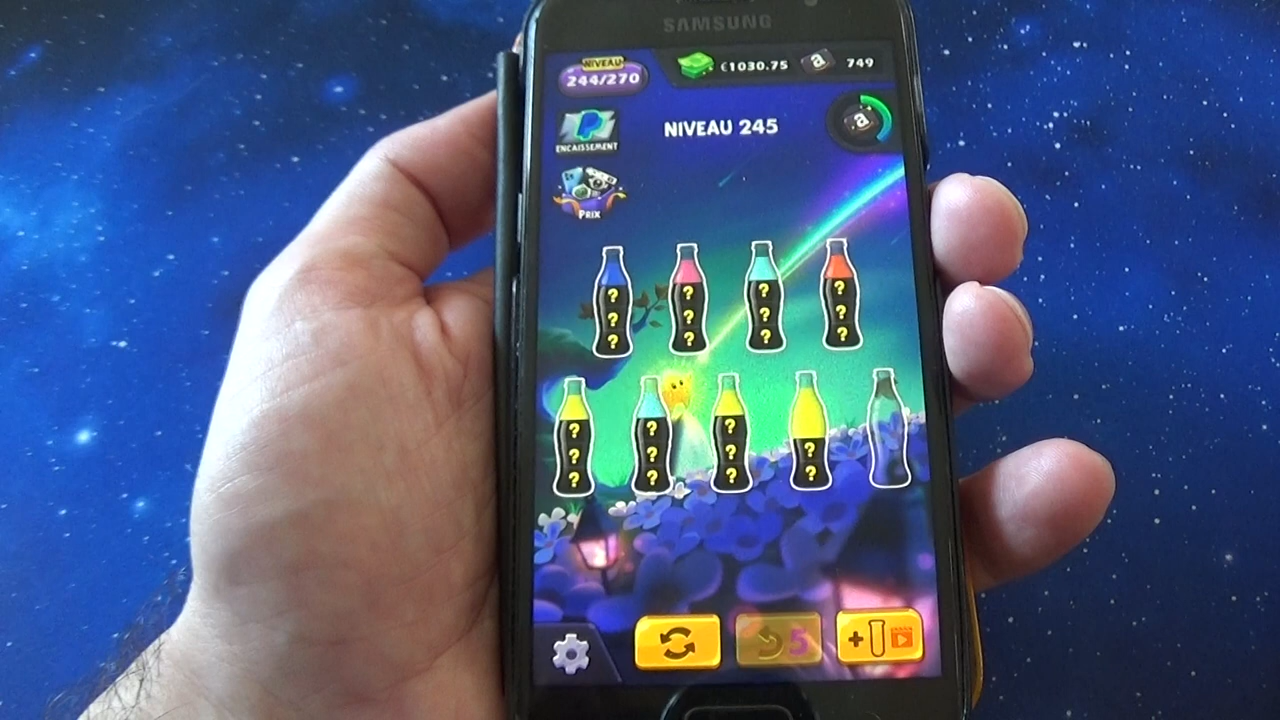 SAMSUNG
NIVEAU
244/270
€1030.75
a
749
ENCAISSEMENT
NIVEAU 245
a
PRIX
? ? ? ?
? ? ? ?
? ? ? ?
? ? ?
? ? ? ?
? ? ? ?
5
+